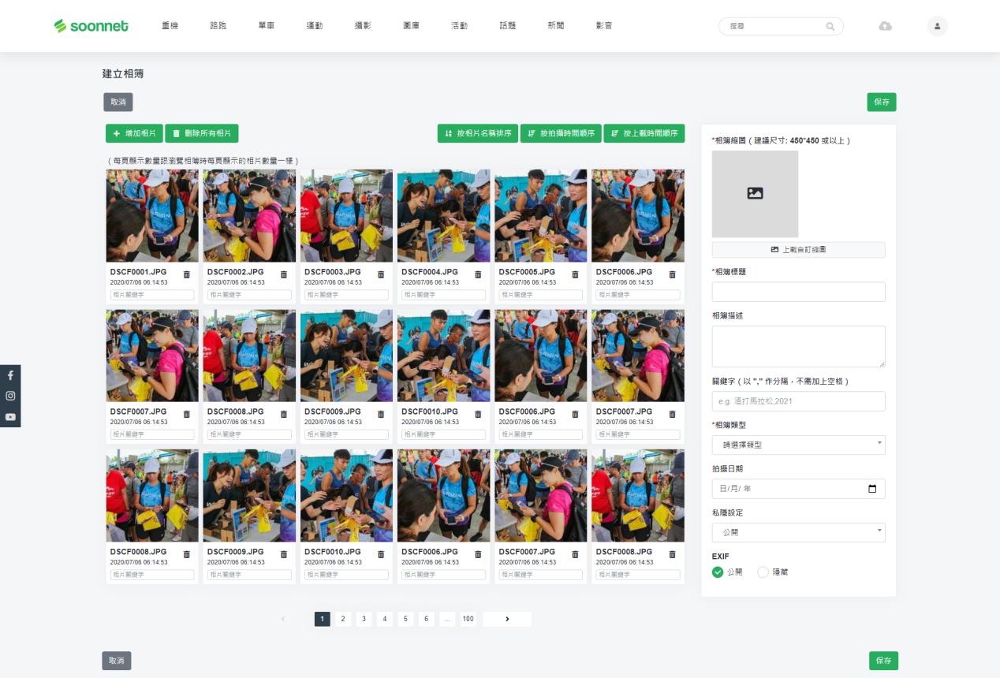 soonnet 重機 路跑 單車 運動 攝影 圖庫 活動 話題 新聞 影音 搜尋
建立相簿
取消 保存
增加相片 刪除所有相片 按相片名稱排序 按拍攝時間順序 按上載時間順序
(每頁顯示數量跟瀏覽相簿時每頁顯示的相片數量一樣)
DSCF0001.JPG DSCF0002.JPG DSCF0003.JPG DSCF0004.JPG DSCF0005.JPG DSCF0006.JPG
2020/07/06 06:14:53 2020/07/06 06:14:53 2020/07/06 06:14:53 2020/07/06 06:14:53 2020/07/06 06:14:53 2020/07/06 06:14:53
相片關鍵字 相片關鍵字 相片關鍵字 相片關鍵字 相片關鍵字 相片關鍵字
DSCF0007.JPG DSCF0008.JPG DSCF0009.JPG DSCF0010.JPG DSCF0006.JPG DSCF0007.JPG
2020/07/06 06:14:53 2020/07/06 06:14:53 2020/07/06 06:14:53 2020/07/06 06:14:53 2020/07/06 06:14:53 2020/07/06 06:14:53
相片關鍵字 相片關鍵字 相片關鍵字 相片關鍵字 相片關鍵字 相片關鍵字
DSCF0008.JPG DSCF0009.JPG DSCF0010.JPG DSCF0006.JPG DSCF0007.JPG DSCF0008.JPG
2020/07/06 06:14:53 2020/07/06 06:14:53 2020/07/06 06:14:53 2020/07/06 06:14:53 2020/07/06 06:14:53 2020/07/06 06:14:53
相片關鍵字 相片關鍵字 相片關鍵字 相片關鍵字 相片關鍵字 相片關鍵字
1 2 3 4 5 6 ... 100
*相簿縮圖(建議尺寸: 450*450 或以上)
上載自訂縮圖
*相簿標題
相簿描述
關鍵字(以 "," 作分隔,不需加上空格)
e.g. 渣打馬拉松,2021
*相簿類型
請選擇類型
拍攝日期
日/月/ 年
私隱設定
公開
EXIF
公開 隱藏
取消 保存